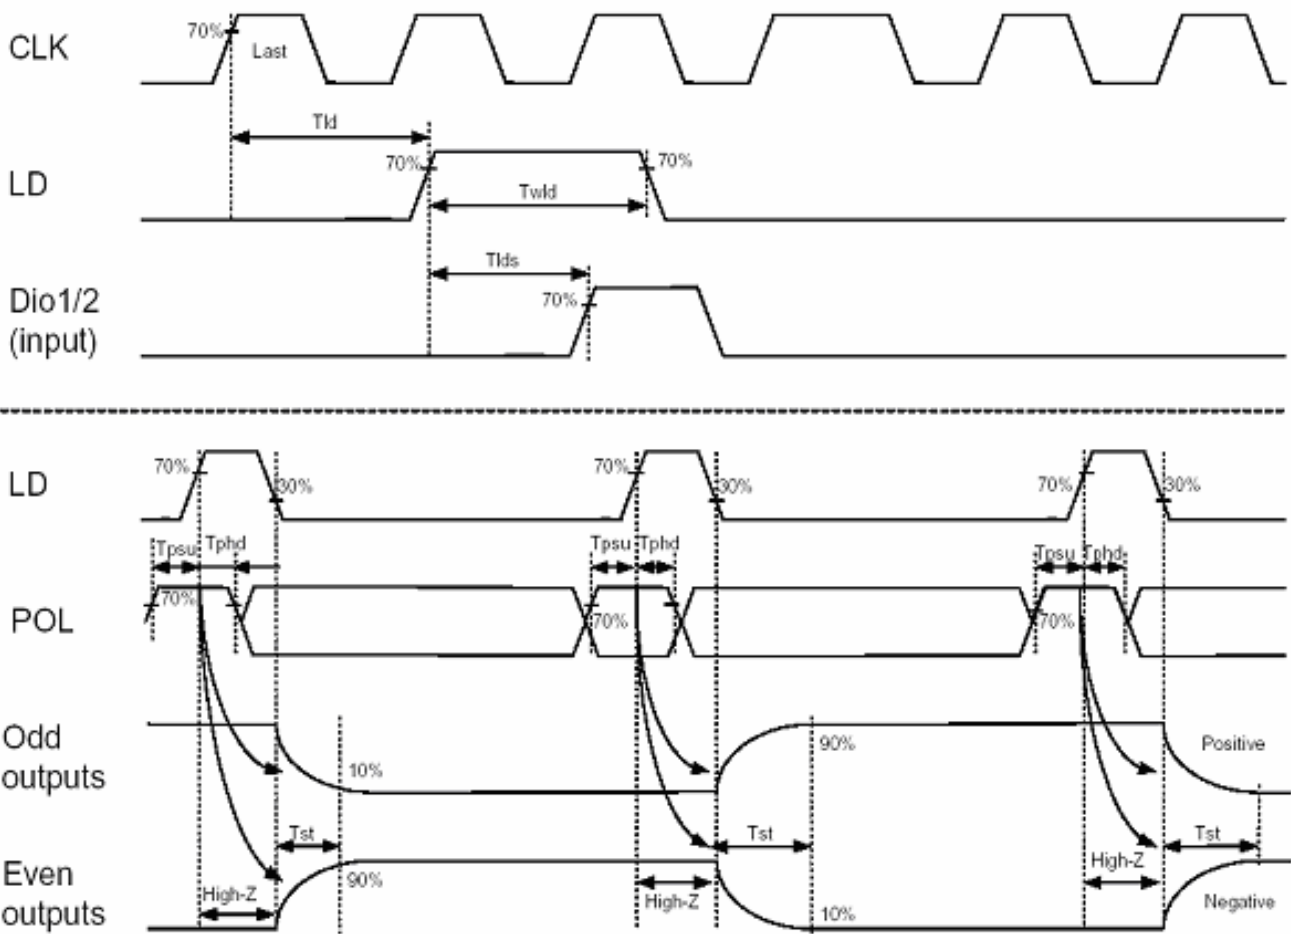 CLK
70%
Last
Tld
LD
70%
70%
Twld
Tlds
Dio1/2
(input)
70%
LD
70%
30%
70%
30%
70%
30%
Tpsu
Tphd
Tpsu
Tphd
Tpsu
Tphd
POL
70%
70%
70%
Odd
outputs
10%
90%
Positive
Tst
Tst
Tst
Even
outputs
High-Z
90%
High-Z
10%
High-Z
Negative